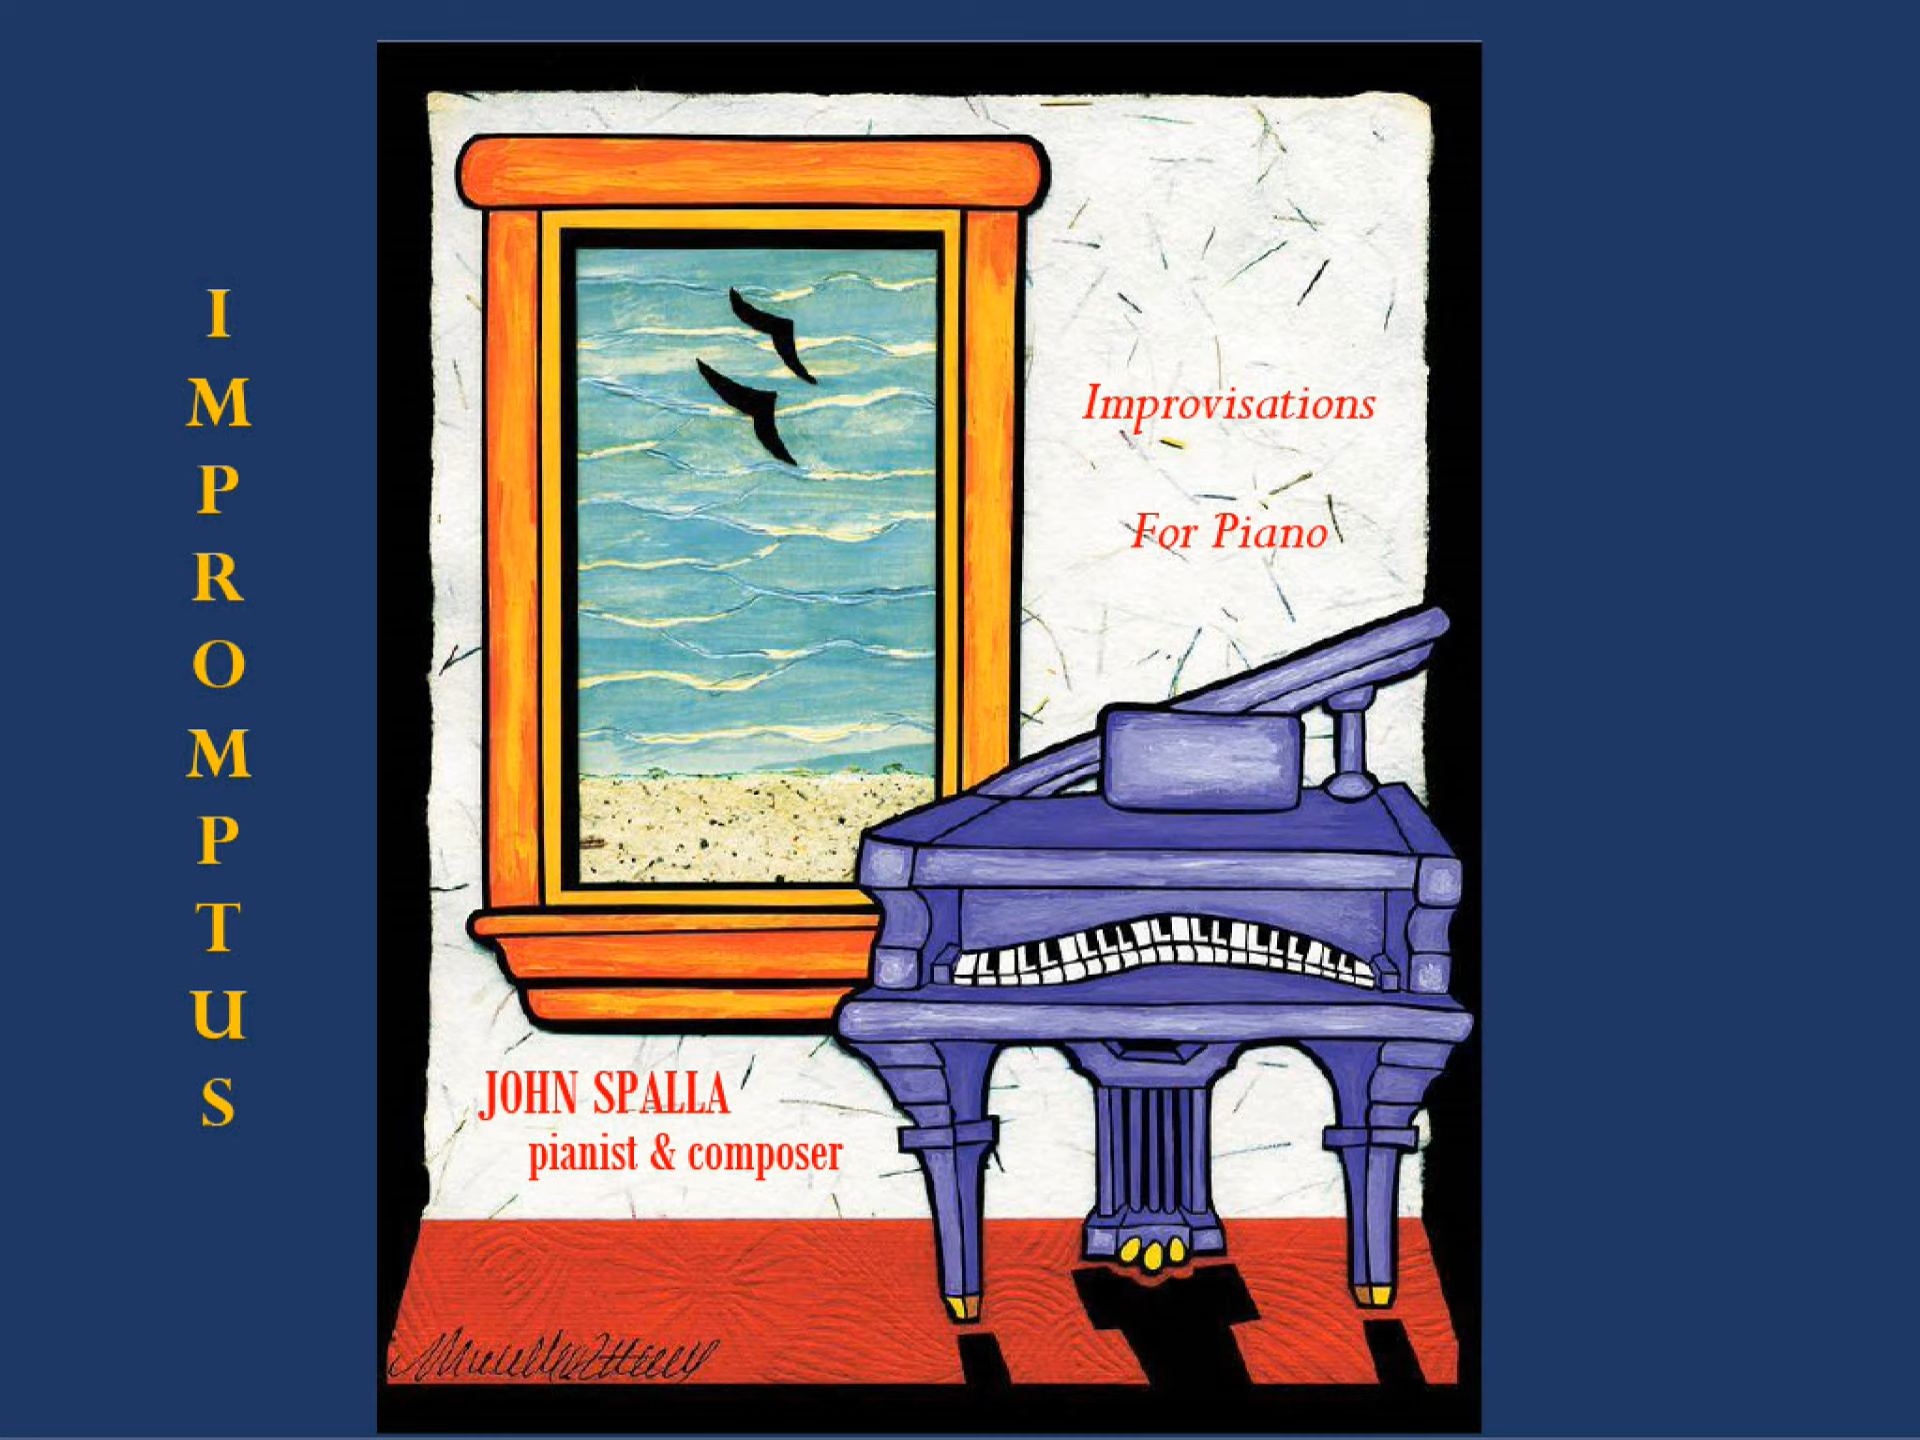 IMPROMPTUS
Improvisations
For Piano
JOHN SPALLA
pianist & composer